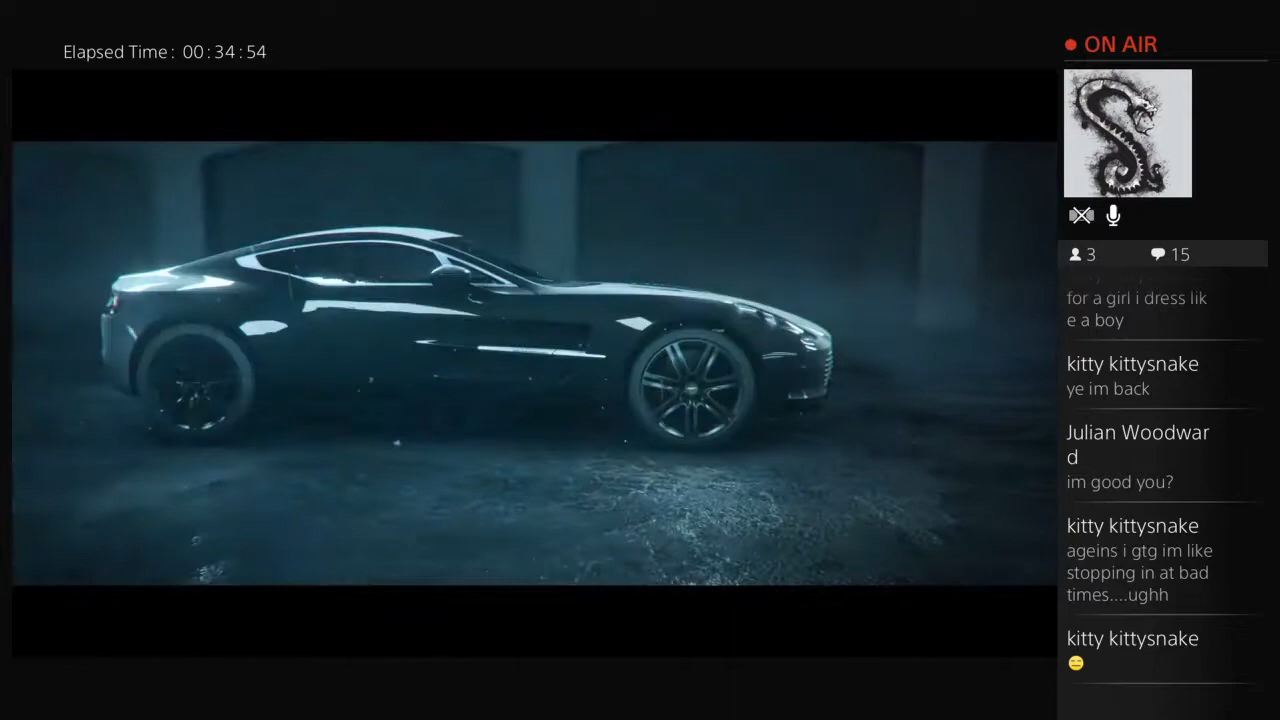 Elapsed Time: 00:34:54
ON AIR
3
15
for a girl i dress lik
e a boy
kitty kittysnake
ye im back
Julian Woodwar
d
im good you?
kitty kittysnake
ageins i gtg im like
stopping in at bad
times....ughh
kitty kittysnake
😑